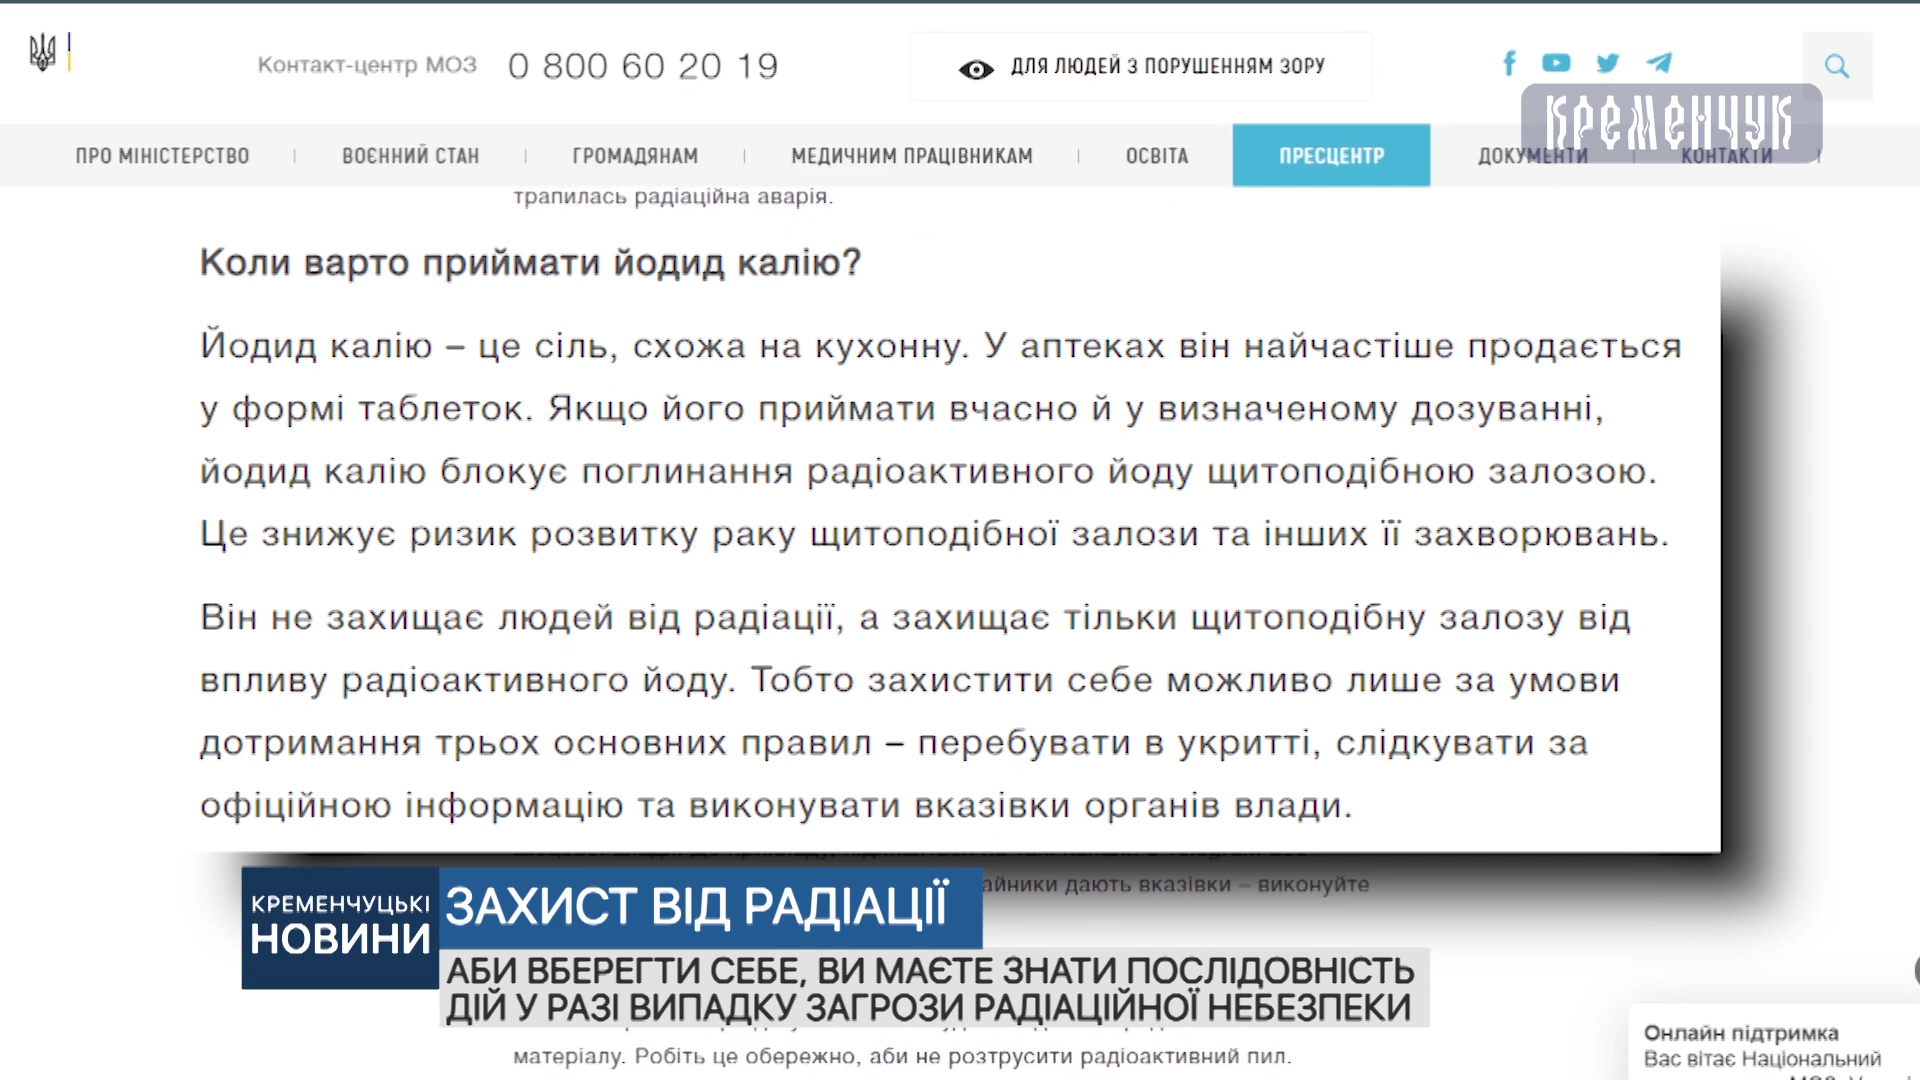 Контакт-центр МОЗ 0 800 60 20 19
ДЛЯ ЛЮДЕЙ З ПОРУШЕННЯМ ЗОРУ
КРЕМЕНЧУК
ПРО МІНІСТЕРСТВО ВОЄННИЙ СТАН ГРОМАДЯНАМ МЕДИЧНИМ ПРАЦІВНИКАМ ОСВІТА ПРЕСЦЕНТР ДОКУМЕНТИ КОНТАКТИ
трапилась радіаційна аварія.
Коли варто приймати йодид калію?
Йодид калію – це сіль, схожа на кухонну. У аптеках він найчастіше продається
у формі таблеток. Якщо його приймати вчасно й у визначеному дозуванні,
йодид калію блокує поглинання радіоактивного йоду щитоподібною залозою.
Це знижує ризик розвитку раку щитоподібної залози та інших її захворювань.
Він не захищає людей від радіації, а захищає тільки щитоподібну залозу від
впливу радіоактивного йоду. Тобто захистити себе можливо лише за умови
дотримання трьох основних правил – перебувати в укритті, слідкувати за
офіційною інформацію та виконувати вказівки органів влади.
айники дають вказівки – виконуйте
КРЕМЕНЧУЦЬКІ
НОВИНИ
ЗАХИСТ ВІД РАДІАЦІЇ
АБИ ВБЕРЕГТИ СЕБЕ, ВИ МАЄТЕ ЗНАТИ ПОСЛІДОВНІСТЬ
ДІЙ У РАЗІ ВИПАДКУ ЗАГРОЗИ РАДІАЦІЙНОЇ НЕБЕЗПЕКИ
матеріалу. Робіть це обережно, аби не розтрусити радіоактивний пил.
Онлайн підтримка
Вас вітає Національний